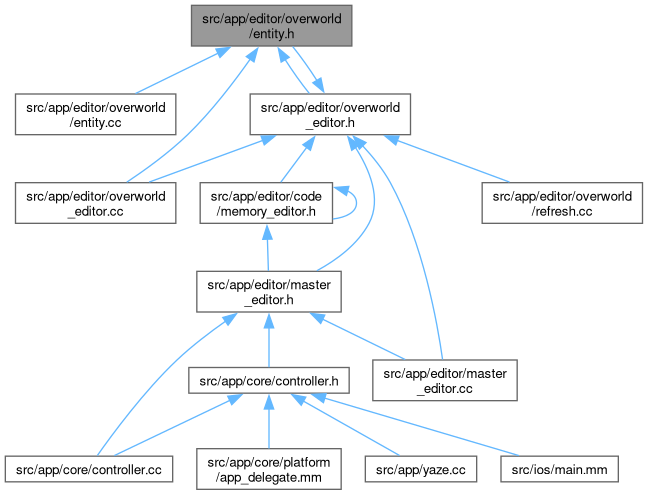 src/app/editor/overworld
/entity.h
src/app/editor/overworld
/entity.cc
src/app/editor/overworld
_editor.h
src/app/editor/overworld
_editor.cc
src/app/editor/code
/memory_editor.h
src/app/editor/overworld
/refresh.cc
src/app/editor/master
_editor.h
src/app/core/controller.h
src/app/editor/master
_editor.cc
src/app/core/controller.cc
src/app/core/platform
/app_delegate.mm
src/app/yaze.cc
src/ios/main.mm